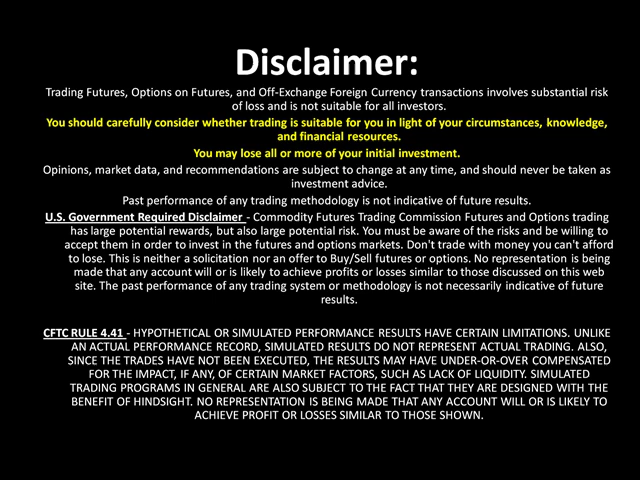 Disclaimer:
Trading Futures, Options on Futures, and Off-Exchange Foreign Currency transactions involves substantial risk
of loss and is not suitable for all investors.
You should carefully consider whether trading is suitable for you in light of your circumstances, knowledge,
and financial resources.
You may lose all or more of your initial investment.
Opinions, market data, and recommendations are subject to change at any time, and should never be taken as
investment advice.
Past performance of any trading methodology is not indicative of future results.
U.S. Government Required Disclaimer - Commodity Futures Trading Commission Futures and Options trading
has large potential rewards, but also large potential risk. You must be aware of the risks and be willing to
accept them in order to invest in the futures and options markets. Don't trade with money you can't afford
to lose. This is neither a solicitation nor an offer to Buy/Sell futures or options. No representation is being
made that any account will or is likely to achieve profits or losses similar to those discussed on this web
site. The past performance of any trading system or methodology is not necessarily indicative of future
results.
CFTC RULE 4.41 - HYPOTHETICAL OR SIMULATED PERFORMANCE RESULTS HAVE CERTAIN LIMITATIONS. UNLIKE
AN ACTUAL PERFORMANCE RECORD, SIMULATED RESULTS DO NOT REPRESENT ACTUAL TRADING. ALSO,
SINCE THE TRADES HAVE NOT BEEN EXECUTED, THE RESULTS MAY HAVE UNDER-OR-OVER COMPENSATED
FOR THE IMPACT, IF ANY, OF CERTAIN MARKET FACTORS, SUCH AS LACK OF LIQUIDITY. SIMULATED
TRADING PROGRAMS IN GENERAL ARE ALSO SUBJECT TO THE FACT THAT THEY ARE DESIGNED WITH THE
BENEFIT OF HINDSIGHT. NO REPRESENTATION IS BEING MADE THAT ANY ACCOUNT WILL OR IS LIKELY TO
ACHIEVE PROFIT OR LOSSES SIMILAR TO THOSE SHOWN.